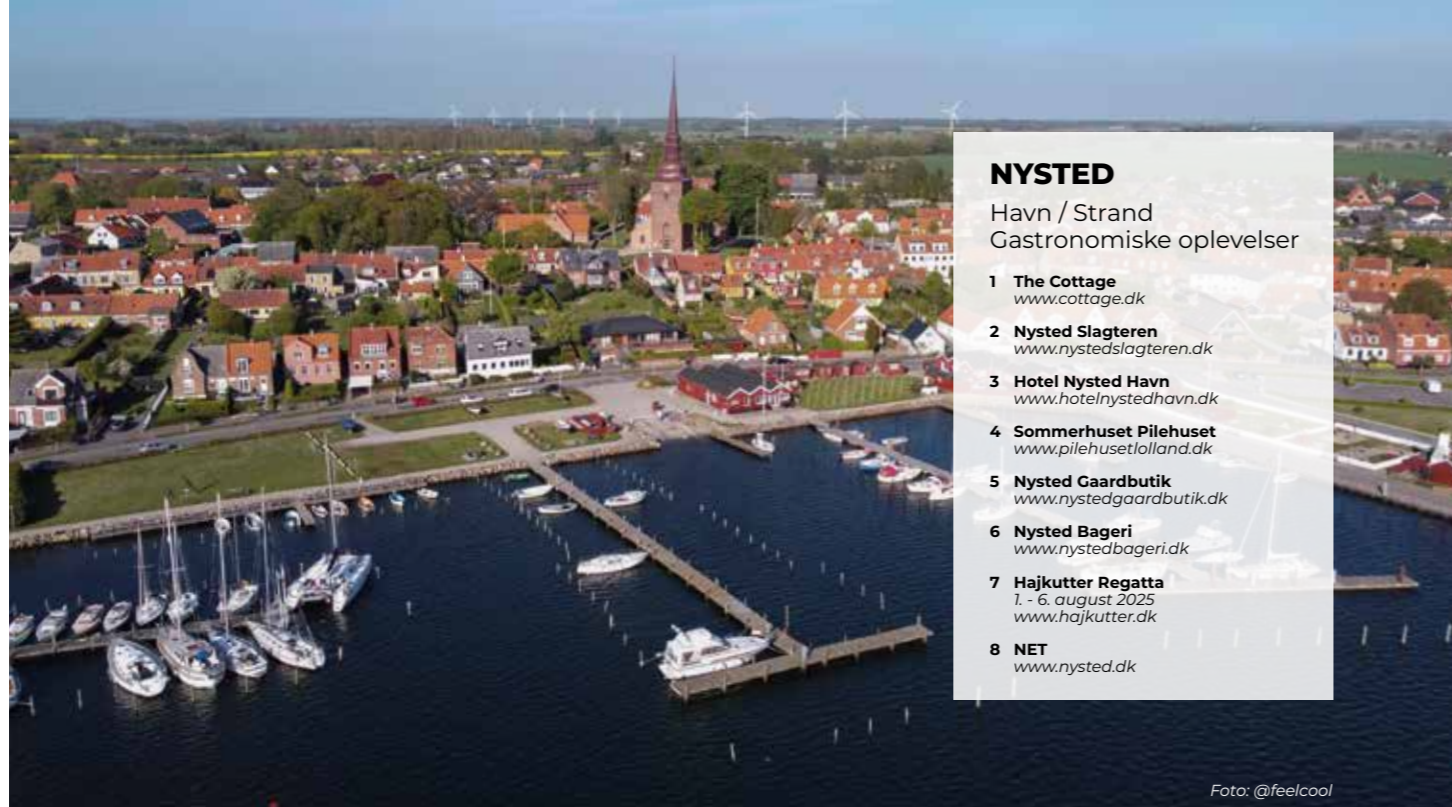 NYSTED
Havn / Strand
Gastronomiske oplevelser
1 The Cottage
www.cottage.dk
2 Nysted Slagteren
www.nystedslagteren.dk
3 Hotel Nysted Havn
www.hotelnystedhavn.dk
4 Sommerhuset Pilehuset
www.pilehusetlolland.dk
5 Nysted Gaardbutik
www.nystedgaardbutik.dk
6 Nysted Bageri
www.nystedbageri.dk
7 Hajkutter Regatta
1. - 6. august 2025
www.hajkutter.dk
8 NET
www.nysted.dk
Foto: @feelcool